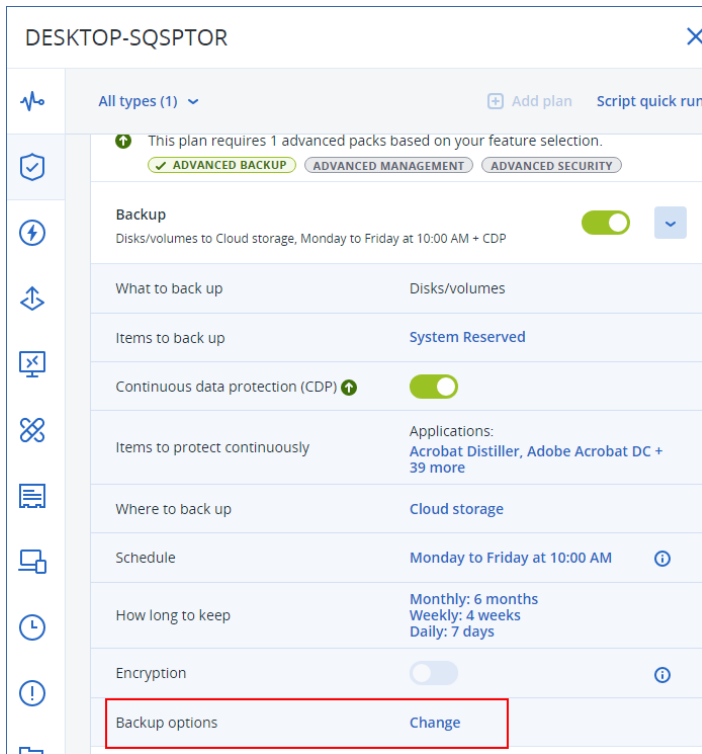 DESKTOP-SQSPTOR
All types (1)
Add plan Script quick run
This plan requires 1 advanced packs based on your feature selection.
ADVANCED BACKUP ADVANCED MANAGEMENT ADVANCED SECURITY
Backup
Disks/volumes to Cloud storage, Monday to Friday at 10:00 AM + CDP
What to back up Disks/volumes
Items to back up System Reserved
Continuous data protection (CDP)
Items to protect continuously Applications:
Acrobat Distiller, Adobe Acrobat DC +
39 more
Where to back up Cloud storage
Schedule Monday to Friday at 10:00 AM
How long to keep Monthly: 6 months
Weekly: 4 weeks
Daily: 7 days
Encryption
Backup options Change